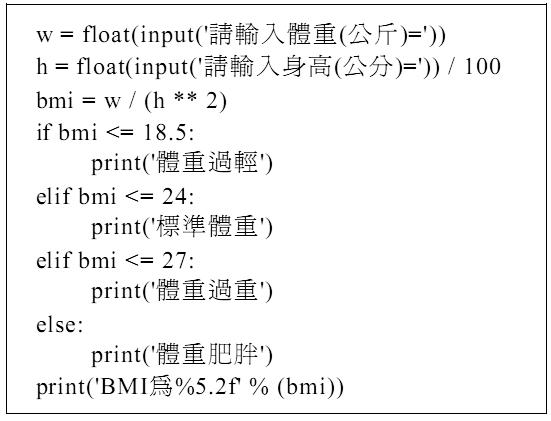 w = float(input('請輸入體重(公斤)='))
h = float(input('請輸入身高(公分)=')) / 100
bmi = w / (h ** 2)
if bmi <= 18.5:
print('體重過輕')
elif bmi <= 24:
print('標準體重')
elif bmi <= 27:
print('體重過重')
else:
print('體重肥胖')
print('BMI爲%5.2f' % (bmi))